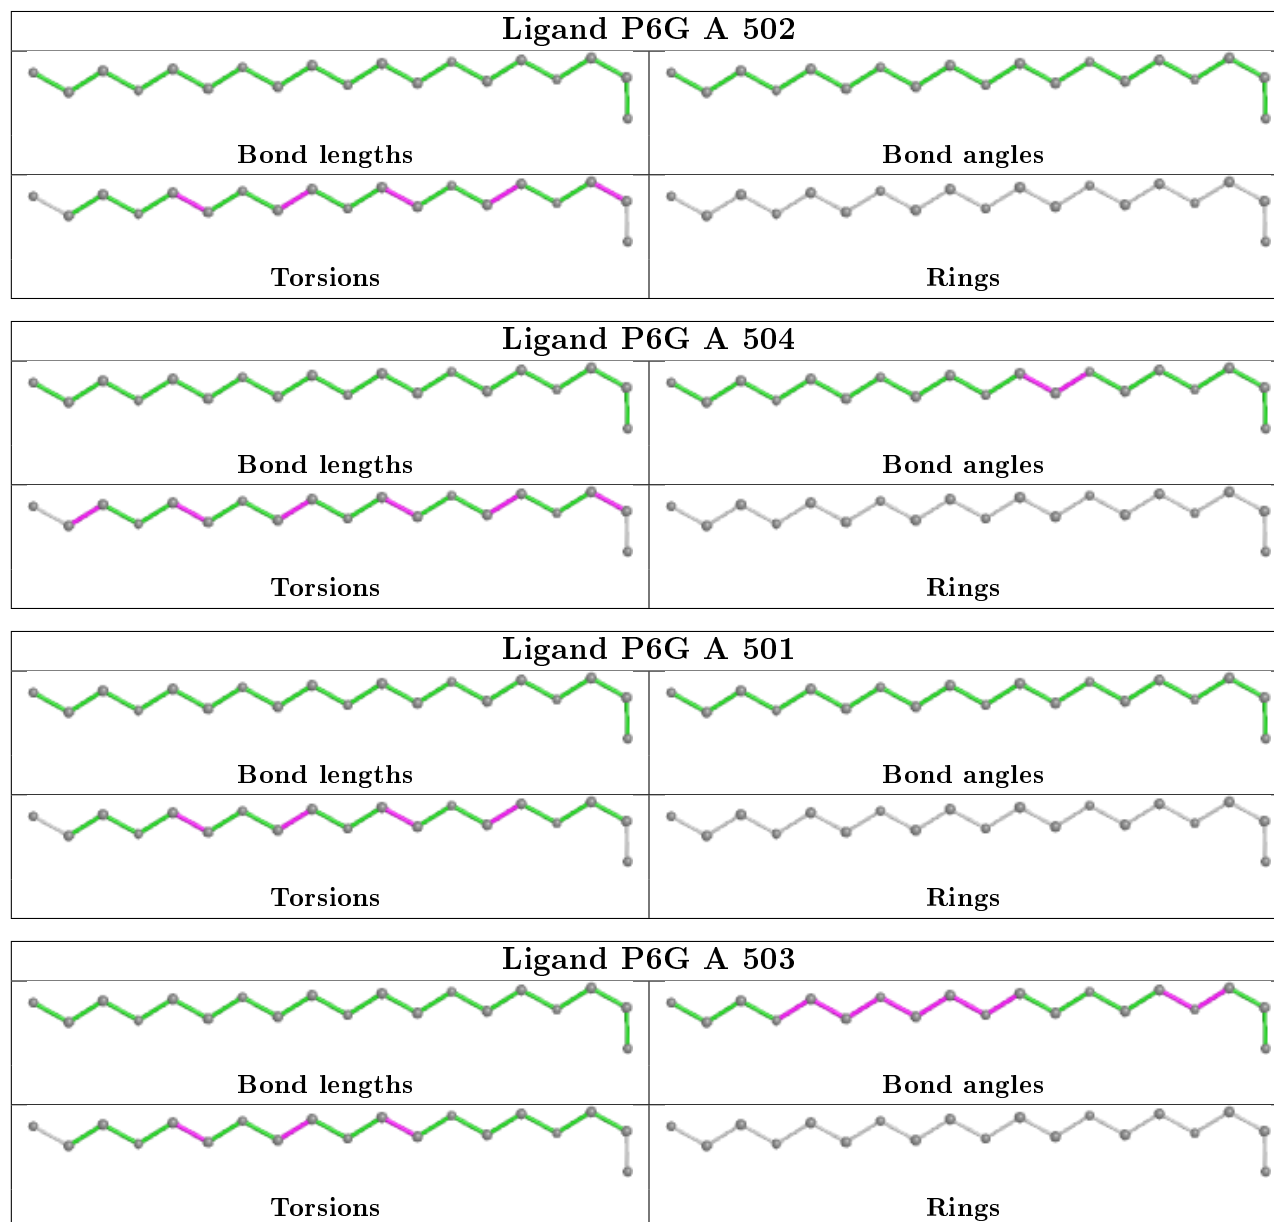 Ligand P6G A 502
Bond lengths Bond angles
Torsions Rings
Ligand P6G A 504
Bond lengths Bond angles
Torsions Rings
Ligand P6G A 501
Bond lengths Bond angles
Torsions Rings
Ligand P6G A 503
Bond lengths Bond angles
Torsions Rings